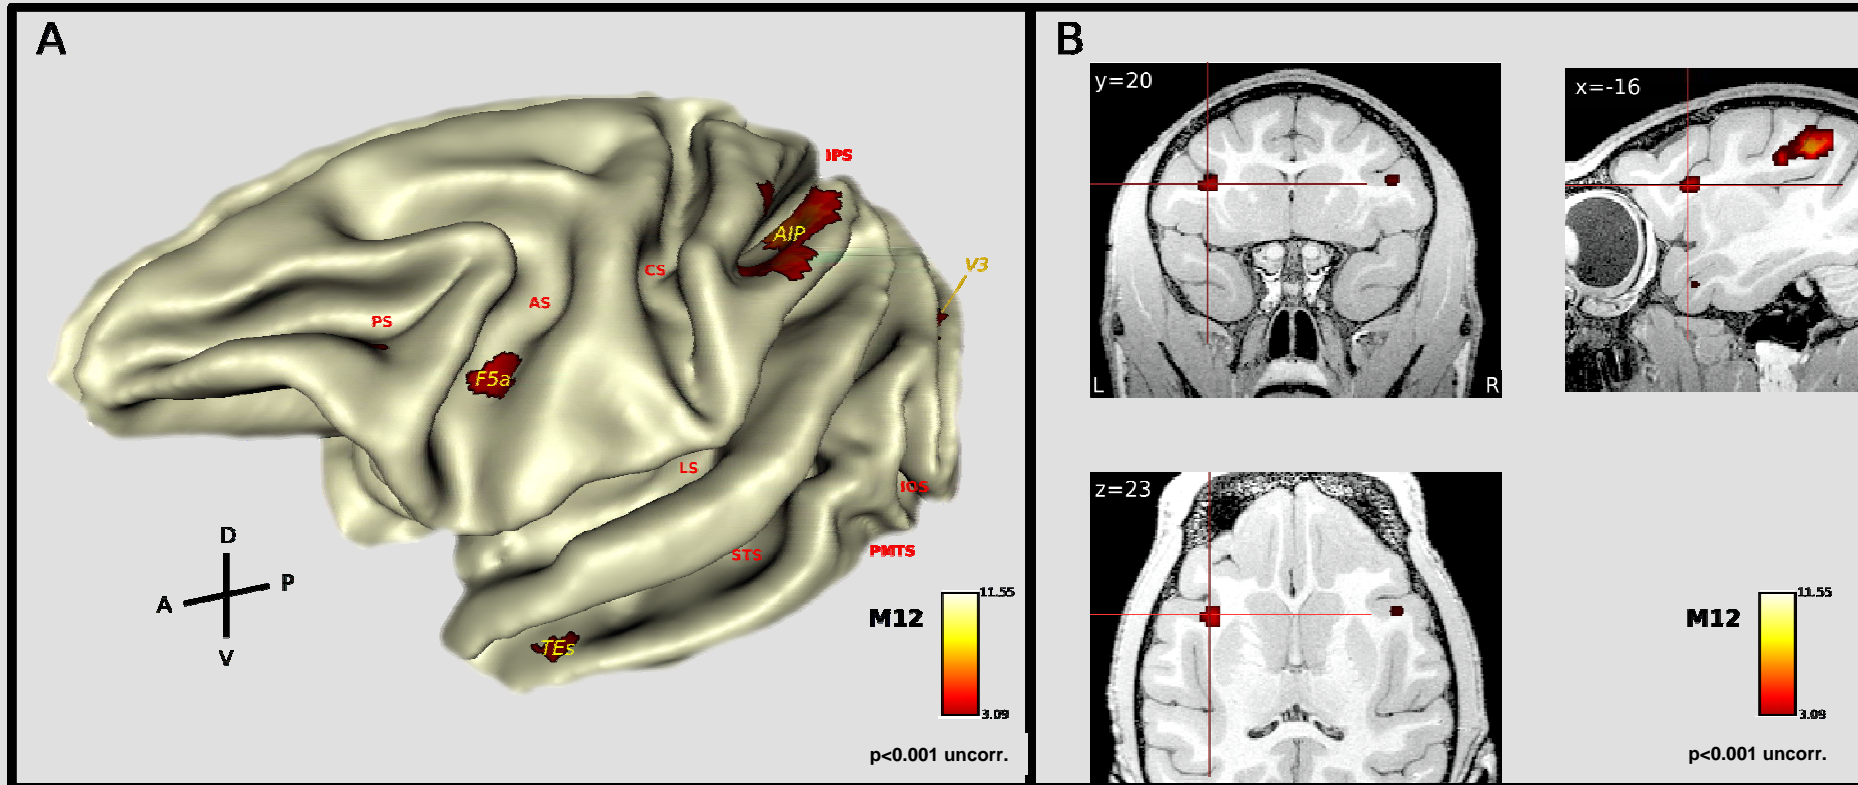 A
IPS
AIP
V3
CS
AS
PS
F5a
LS
IOS
STS
PMTS
D
A
P
V
TEs
M12
11.55
3.09
p<0.001 uncorr.
B
y=20
L
R
x=-16
z=23
M12
11.55
3.09
p<0.001 uncorr.